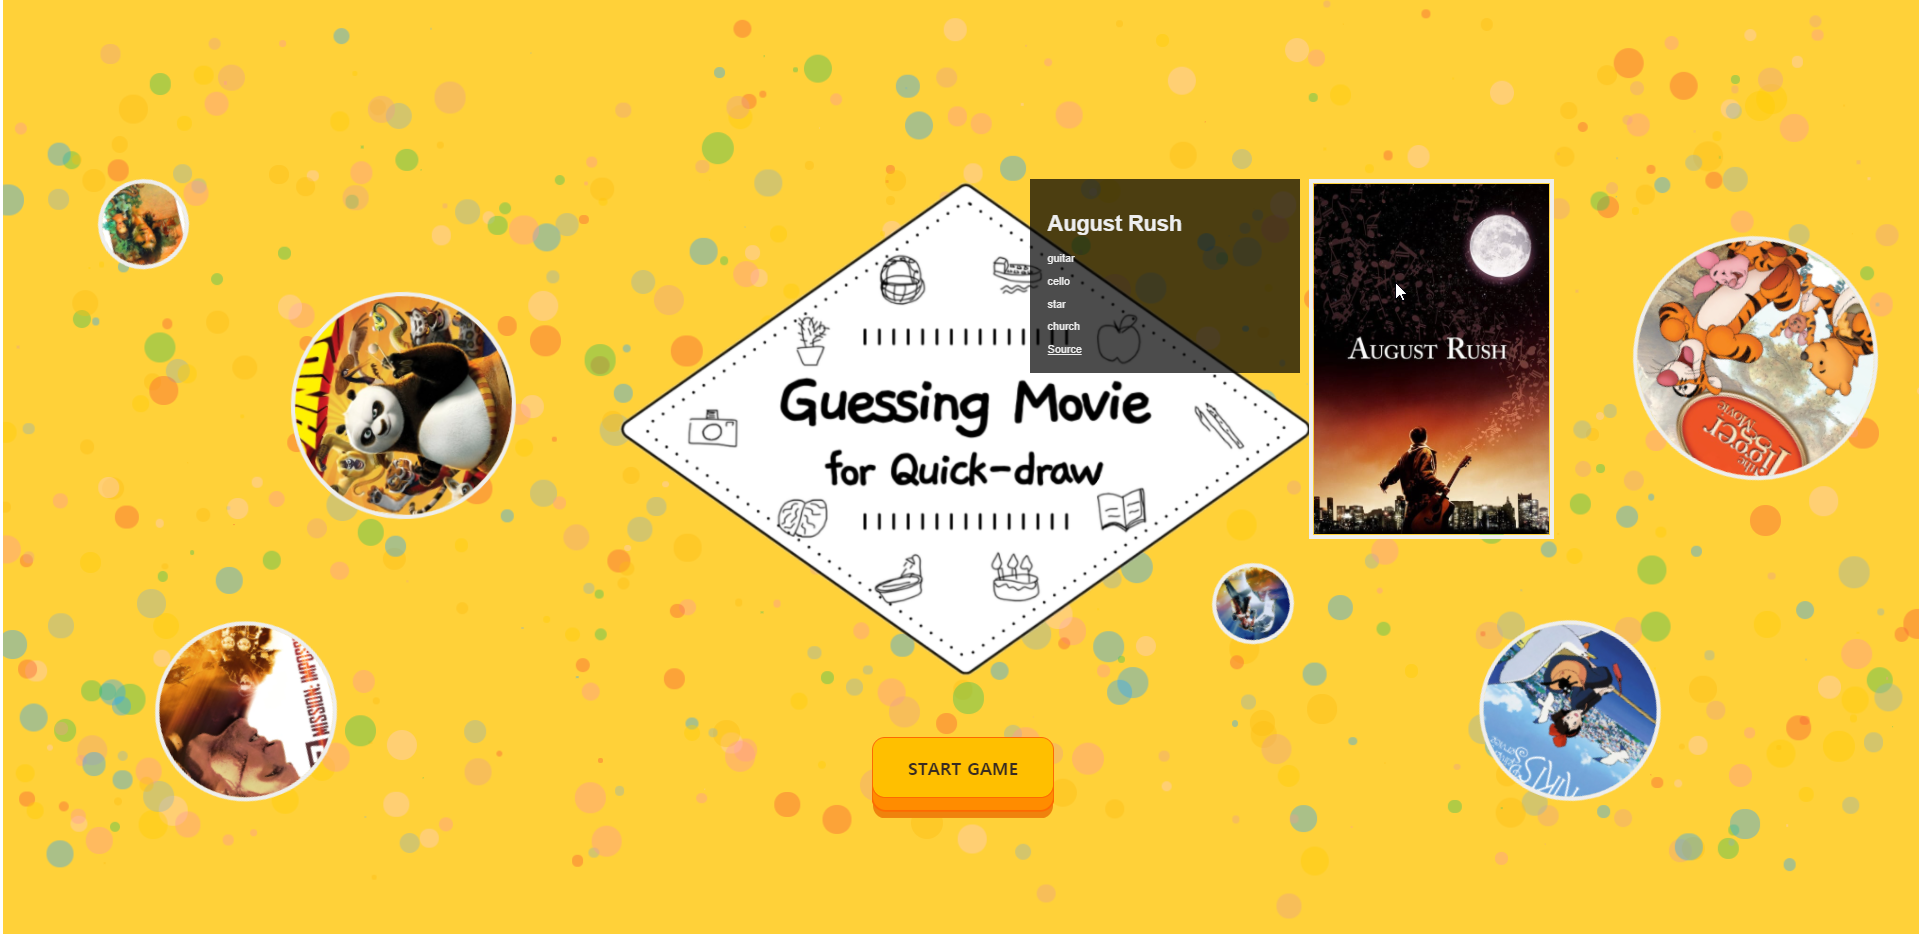 August Rush
guitar
cello
star
church
Source
Guessing Movie
for Quick-draw
AUGUST RUSH
the
Tigger
Movie
MISSION: IMPOSS
START GAME